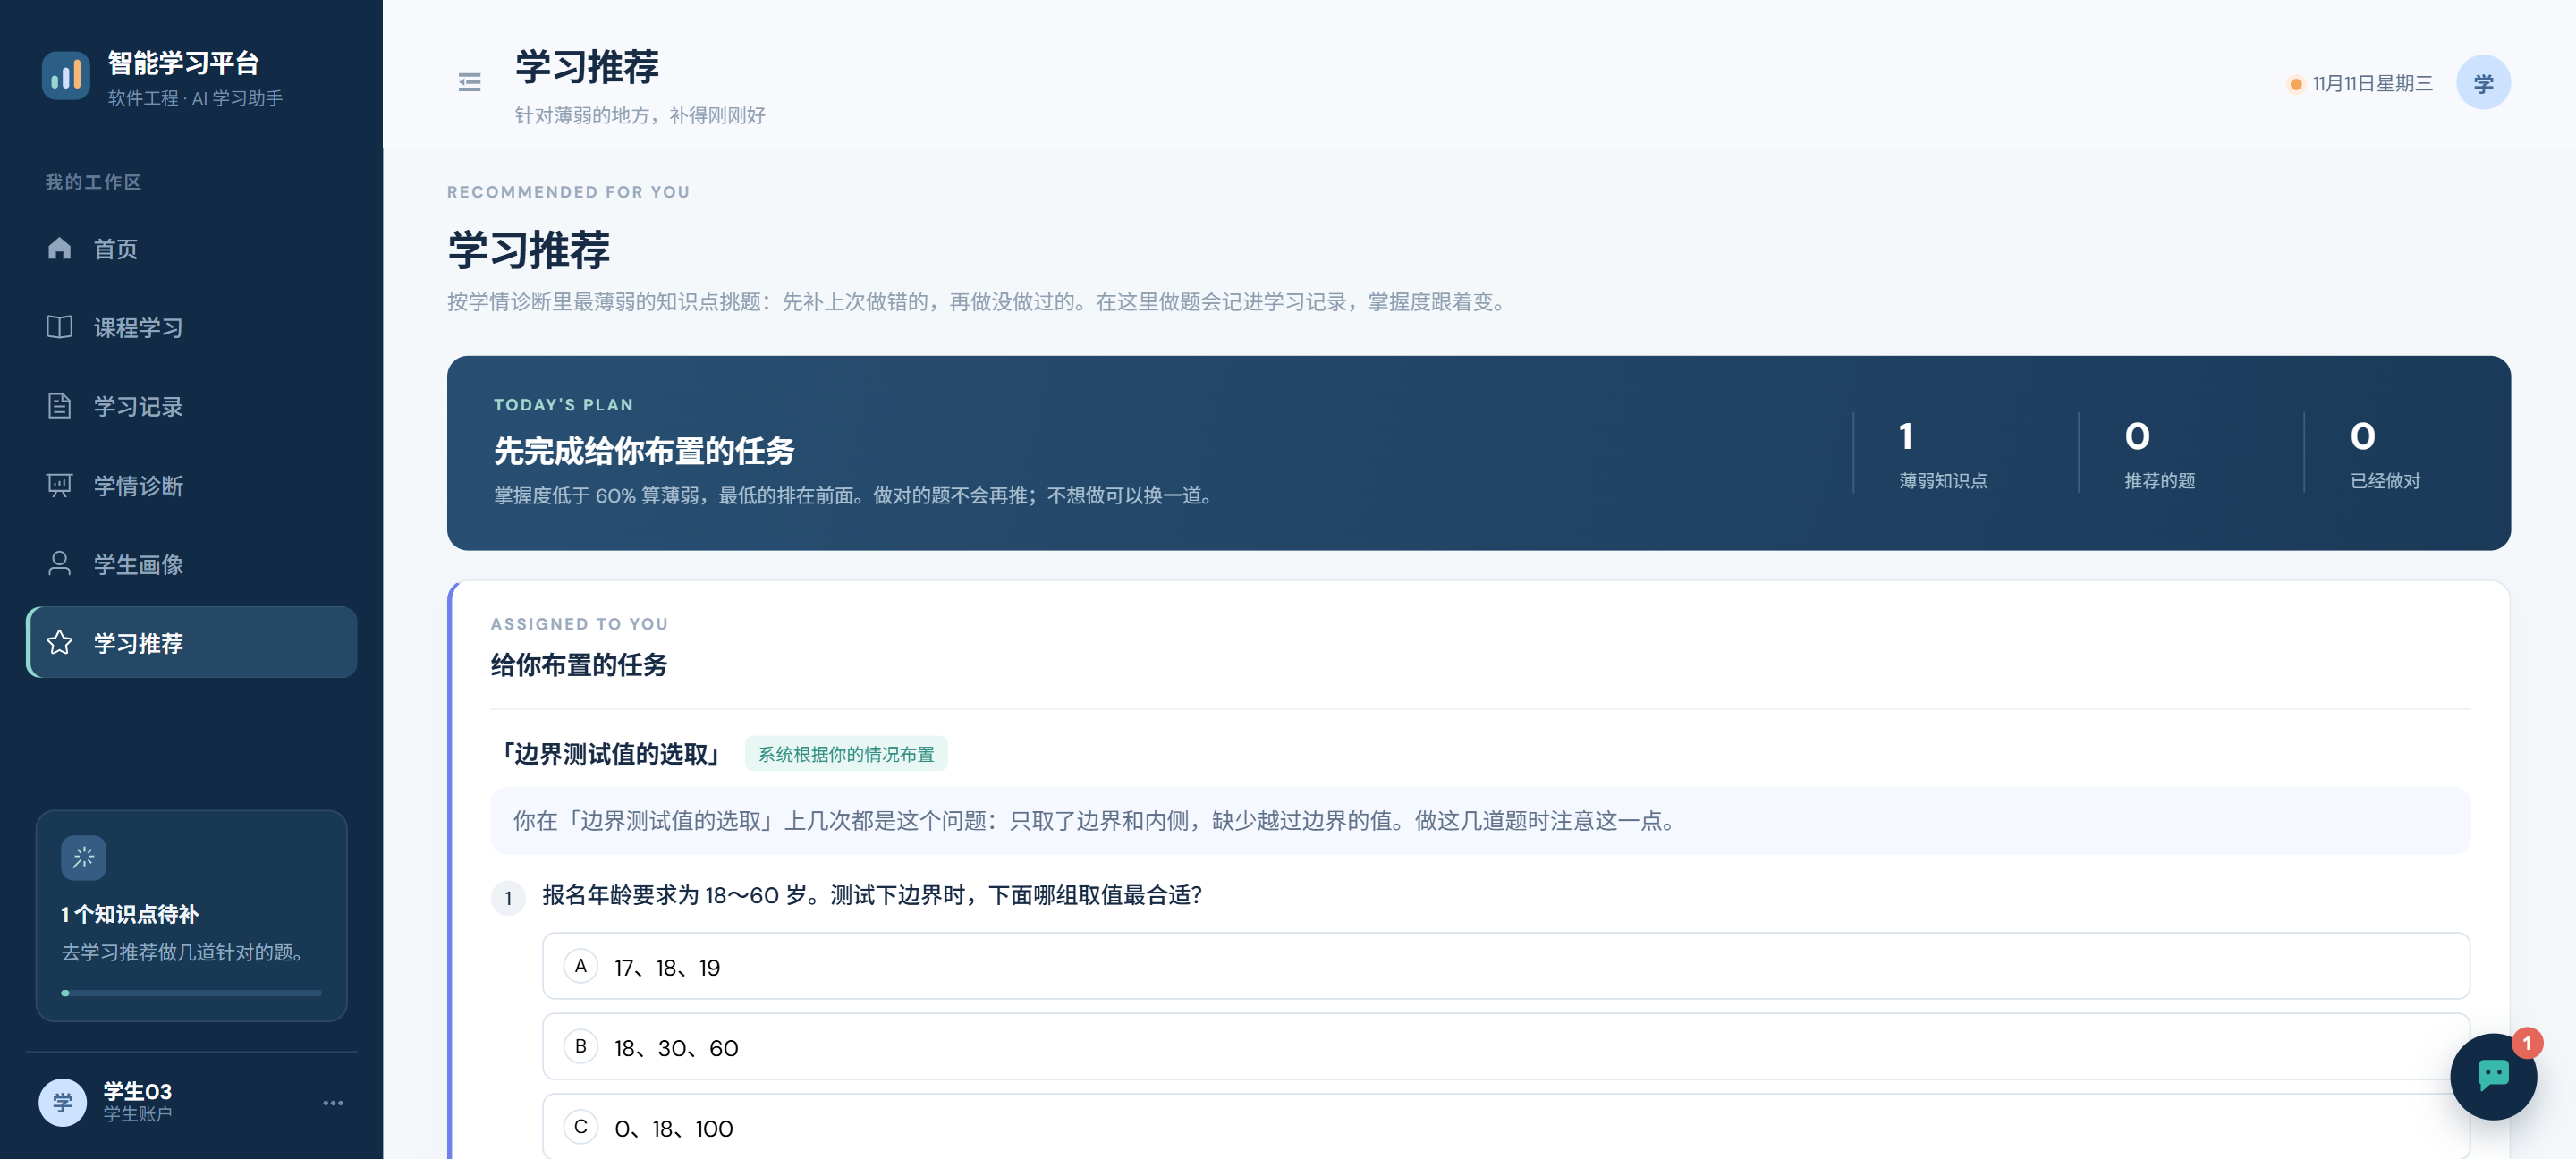 智能学习平台
软件工程 · AI 学习助手
我的工作区
首页
课程学习
学习记录
学情诊断
学生画像
学习推荐
1 个知识点待补
去学习推荐做几道针对的题。
学
学生03
学生账户
学习推荐
针对薄弱的地方，补得刚刚好
11月11日星期三
学
RECOMMENDED FOR YOU
学习推荐
按学情诊断里最薄弱的知识点挑题：先补上次做错的，再做没做过的。在这里做题会记进学习记录，掌握度跟着变。
TODAY'S PLAN
先完成给你布置的任务
掌握度低于 60% 算薄弱，最低的排在前面。做对的题不会再推；不想做可以换一道。
1
薄弱知识点
0
推荐的题
0
已经做对
ASSIGNED TO YOU
给你布置的任务
「边界测试值的选取」 系统根据你的情况布置
你在「边界测试值的选取」上几次都是这个问题：只取了边界和内侧，缺少越过边界的值。做这几道题时注意这一点。
1 报名年龄要求为 18～60 岁。测试下边界时，下面哪组取值最合适？
A 17、18、19
B 18、30、60
C 0、18、100
1